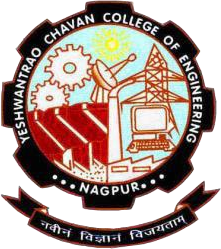 YESHWANTRAO CHAVAN COLLEGE OF ENGINEERING
...NAGPUR...
नवीनं विज्ञानं विजयताम्